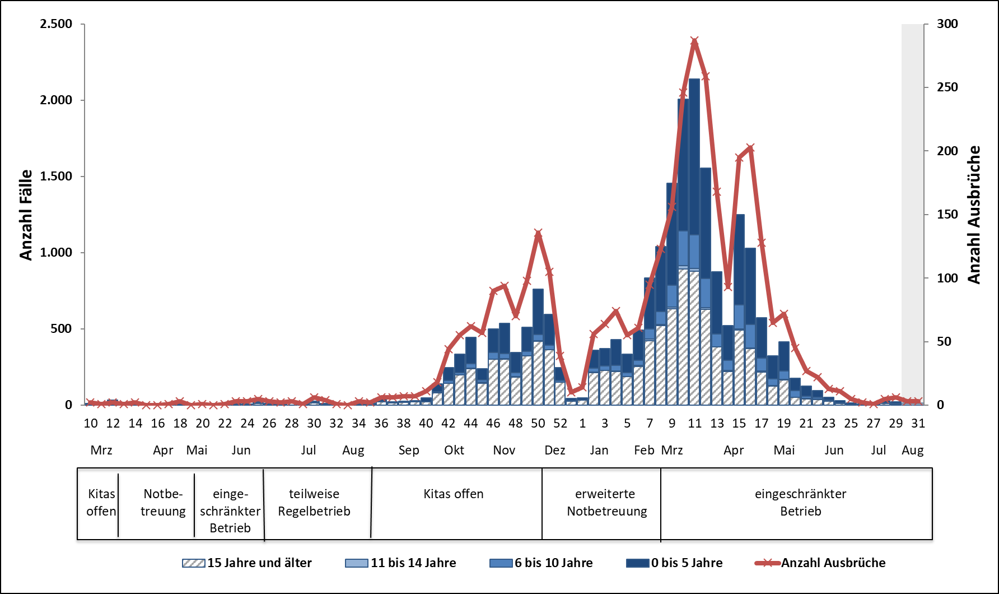 2.500
2.000
1.500
1.000
500
0
Anzahl Fälle
300
250
200
150
100
50
0
Anzahl Ausbrüche
10 12 14 16 18 20 22 24 26 28 30 32 34 36 38 40 42 44 46 48 50 52 1 3 5 7 9 11 13 15 17 19 21 23 25 27 29 31
Mrz Apr Mai Jun Jul Aug Sep Okt Nov Dez Jan Feb Mrz Apr Mai Jun Jul Aug
Kitas
offen
Notbe-
treuung
einge-
schränkter
Betrieb
teilweise
Regelbetrieb
Kitas offen
erweiterte
Notbetreuung
eingeschränkter
Betrieb
15 Jahre und älter 11 bis 14 Jahre 6 bis 10 Jahre 0 bis 5 Jahre Anzahl Ausbrüche